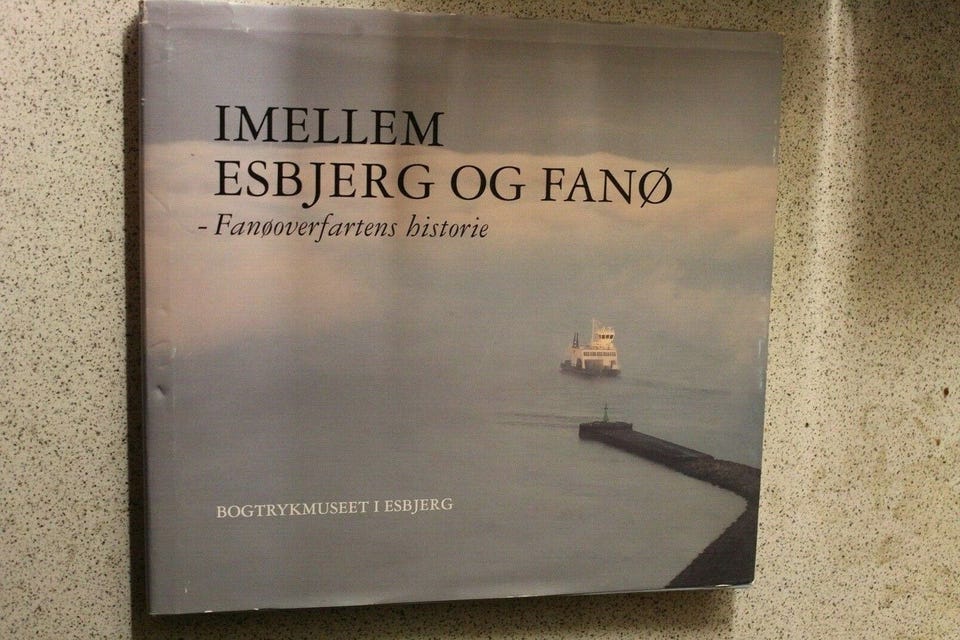 IMELLEM
ESBJERG OG FANØ
- Fanøoverfartens historie
BOGTRYKMUSEET I ESBJERG